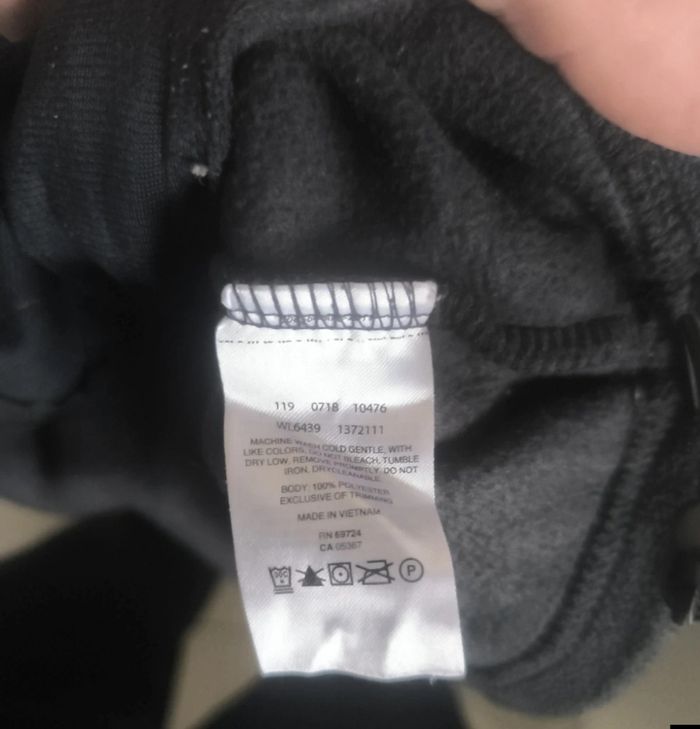 119 0718 10476
WL6439 1372111
MACHINE WASH COLD GENTLE, WITH
LIKE COLORS, DO NOT BLEACH, TUMBLE
DRY LOW, REMOVE PROMPTLY, DO NOT
IRON, DRYCLEANABLE.
BODY: 100% POLYESTER
EXCLUSIVE OF TRIMMING
MADE IN VIETNAM
RN 69724
CA 05367
30C
P